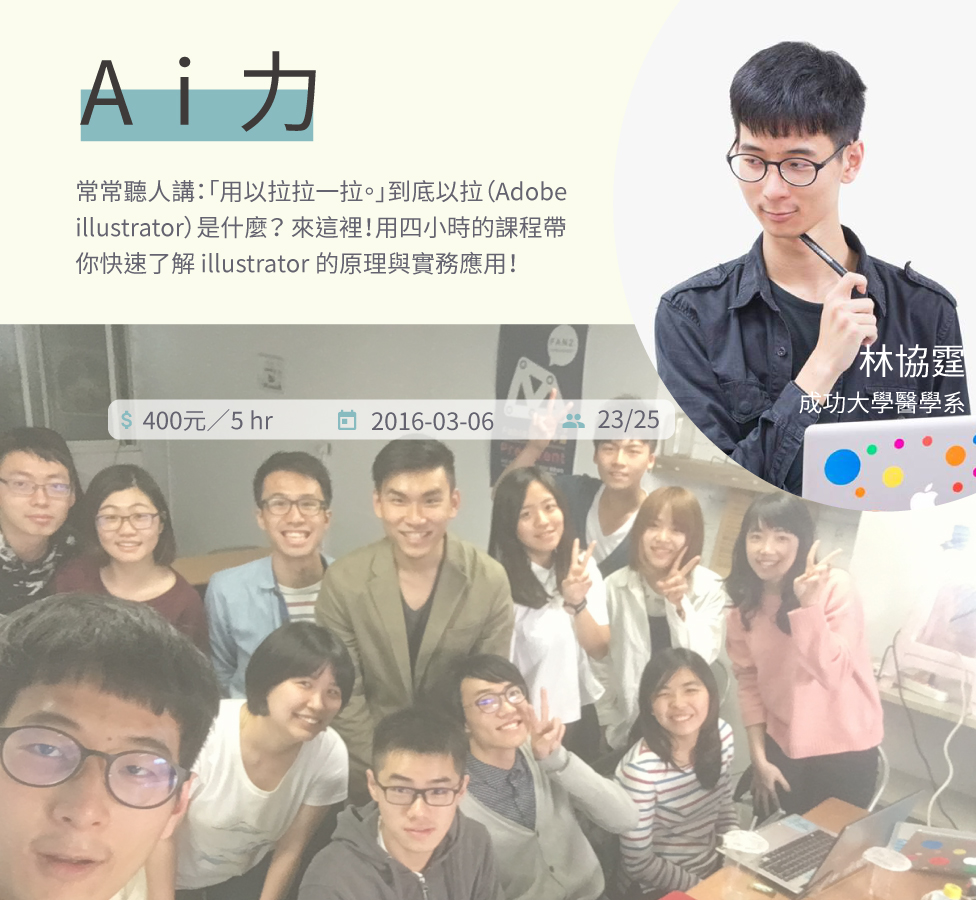 Ai力
常常聽人講：「用以拉拉一拉。」到底以拉（Adobe
illustrator）是什麼？來這裡！用四小時的課程帶
你快速了解 illustrator 的原理與實務應用！
林協霆
成功大學醫學系
400元／5 hr
2016-03-06
23/25
FANZ